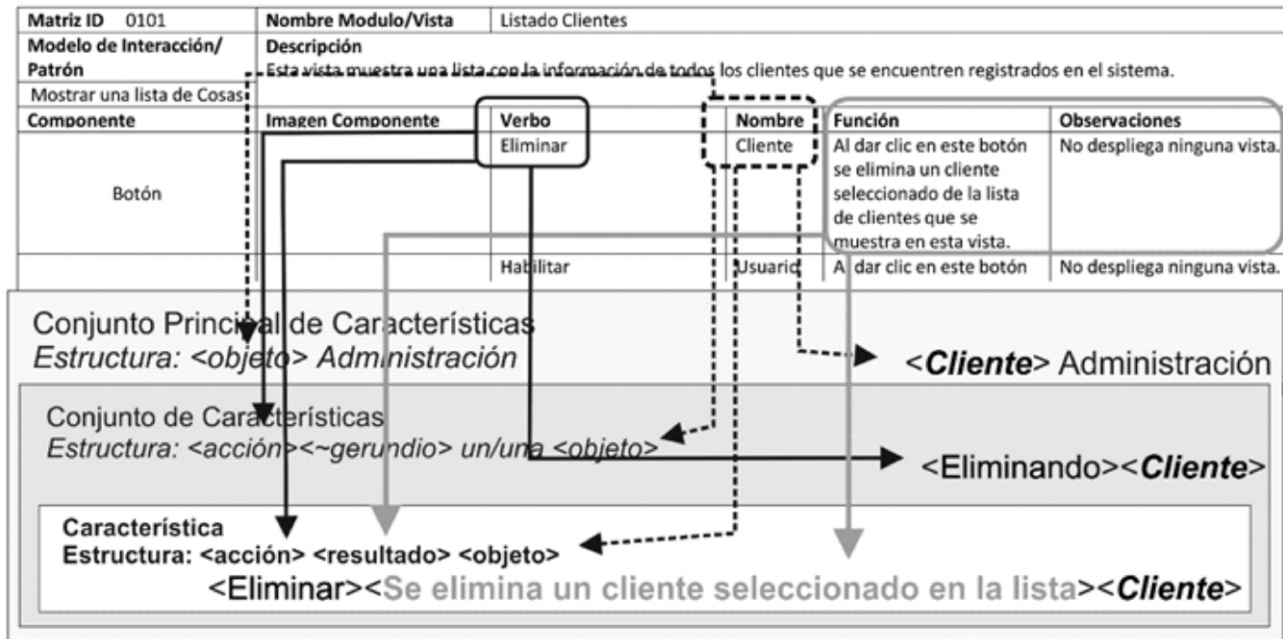 Matriz ID 0101 Nombre Modulo/Vista Listado Clientes
Modelo de Interacción/ Descripción
Patrón Esta vista muestra una lista con la información de todos los clientes que se encuentren registrados en el sistema.
Mostrar una lista de Cosas
Componente Imagen Componente Verbo Nombre Función Observaciones
Eliminar Cliente Al dar clic en este botón No despliega ninguna vista.
se elimina un cliente
Botón seleccionado de la lista
de clientes que se
muestra en esta vista.
Habilitar Usuario Al dar clic en este botón No despliega ninguna vista.
Conjunto Principal de Características
Estructura: <objeto> Administración <Cliente> Administración
Conjunto de Características
Estructura: <acción><~gerundio> un/una <objeto>
<Eliminando><Cliente>
Característica
Estructura: <acción> <resultado> <objeto>
<Eliminar><Se elimina un cliente seleccionado en la lista><Cliente>